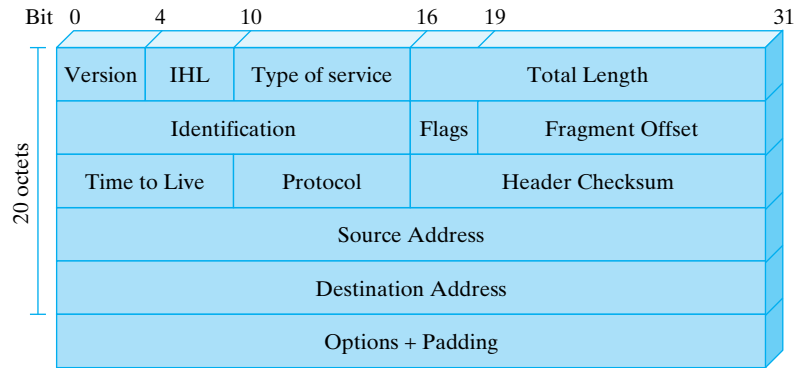 Bit 0 4 10 16 19 31
Version IHL Type of service Total Length
Identification Flags Fragment Offset
Time to Live Protocol Header Checksum
Source Address
Destination Address
Options + Padding
20 octets